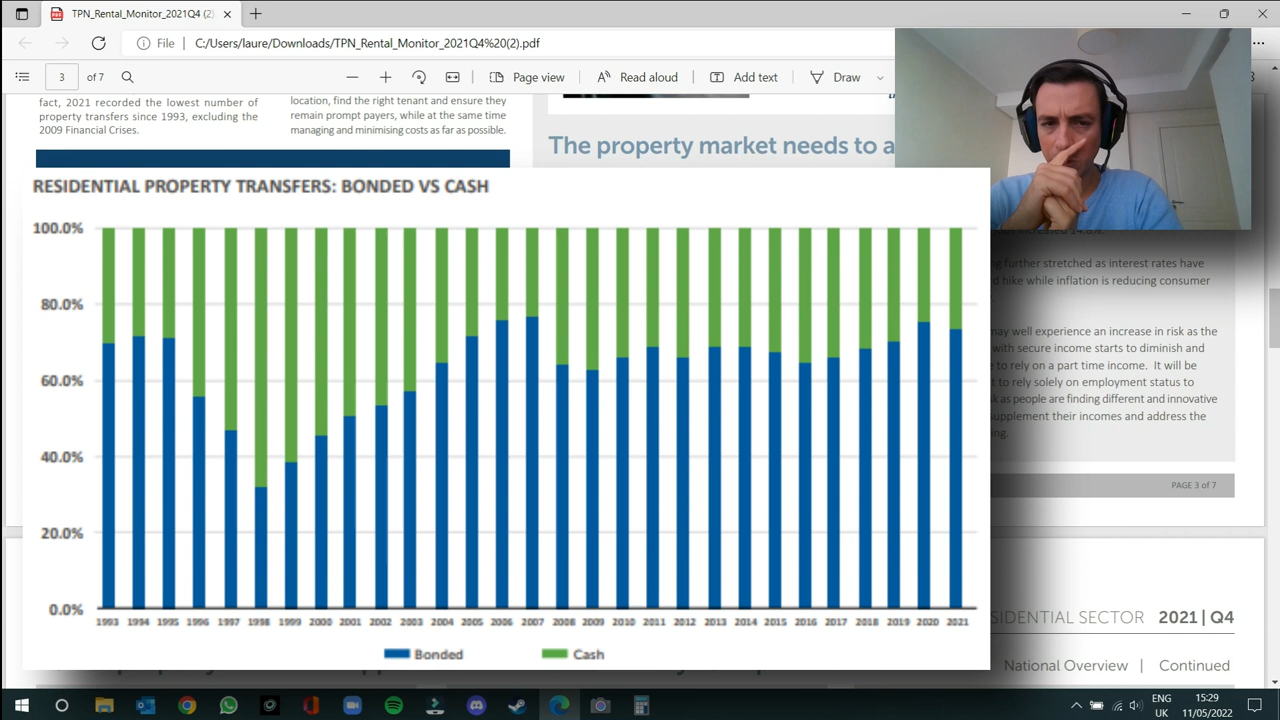 TPN_Rental_Monitor_2021Q4 (2)
File
C:/Users/laure/Downloads/TPN_Rental_Monitor_2021Q4%20(2).pdf
3
of 7
Page view
Read aloud
Add text
Draw
fact, 2021 recorded the lowest number of
property transfers since 1993, excluding the
2009 Financial Crises.
location, find the right tenant and ensure they
remain prompt payers, while at the same time
managing and minimising costs as far as possible.
The property market needs to a
RESIDENTIAL PROPERTY TRANSFERS: BONDED VS CASH
100.0%
80.0%
60.0%
40.0%
20.0%
0.0%
1993 1994 1995 1996 1997 1998 1999 2000 2001 2002 2003 2004 2005 2006 2007 2008 2009 2010 2011 2012 2013 2014 2015 2016 2017 2018 2019 2020 2021
Bonded
Cash
further stretched as interest rates have
hike while inflation is reducing consumer
may well experience an increase in risk as the
with secure income starts to diminish and
to rely on a part time income. It will be
to rely solely on employment status to
as people are finding different and innovative
supplement their incomes and address the
PAGE 3 of 7
SIDENTIAL SECTOR 2021 | Q4
National Overview | Continued
ENG
UK
15:29
11/05/2022